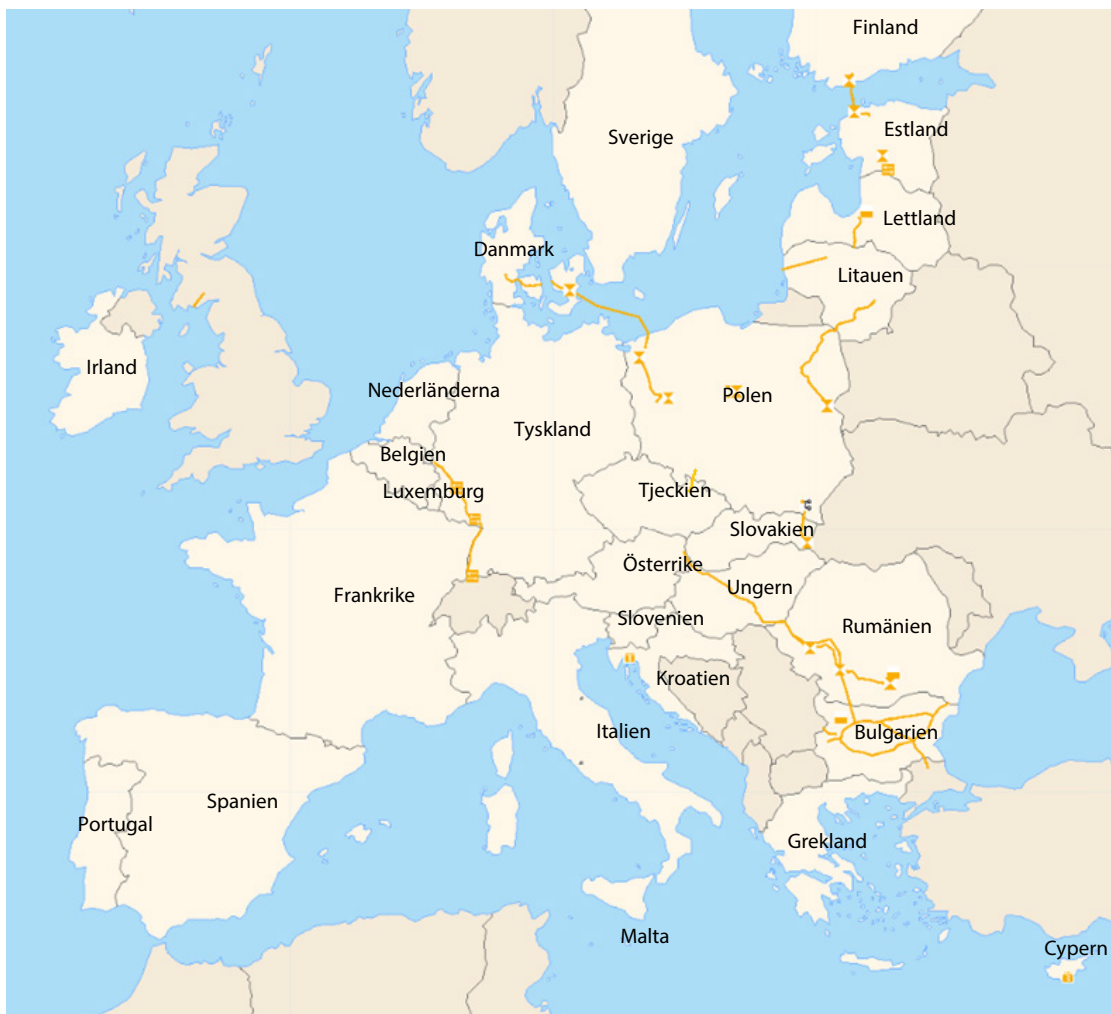 Finland
Sverige
Estland
Lettland
Danmark
Litauen
Irland
Nederländerna
Polen
Tyskland
Belgien
Luxemburg
Tjeckien
Slovakien
Österrike
Ungern
Frankrike
Slovenien
Rumänien
Kroatien
Italien
Bulgarien
Spanien
Portugal
Grekland
Malta
Cypern